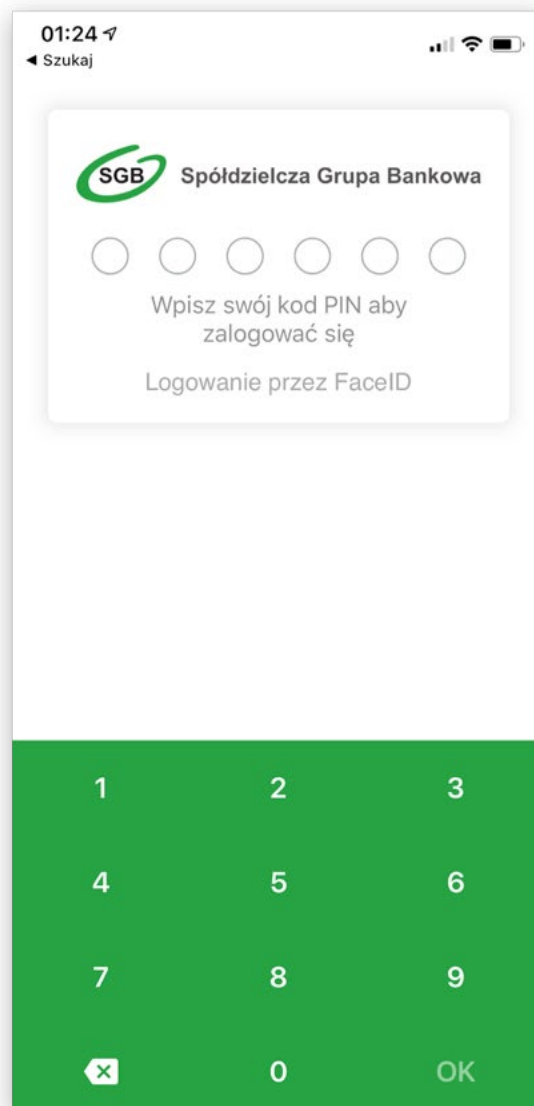 01:24
Szukaj
SGB Spółdzielcza Grupa Bankowa
Wpisz swój kod PIN aby
zalogować się
Logowanie przez FaceID
1 2 3
4 5 6
7 8 9
0 OK